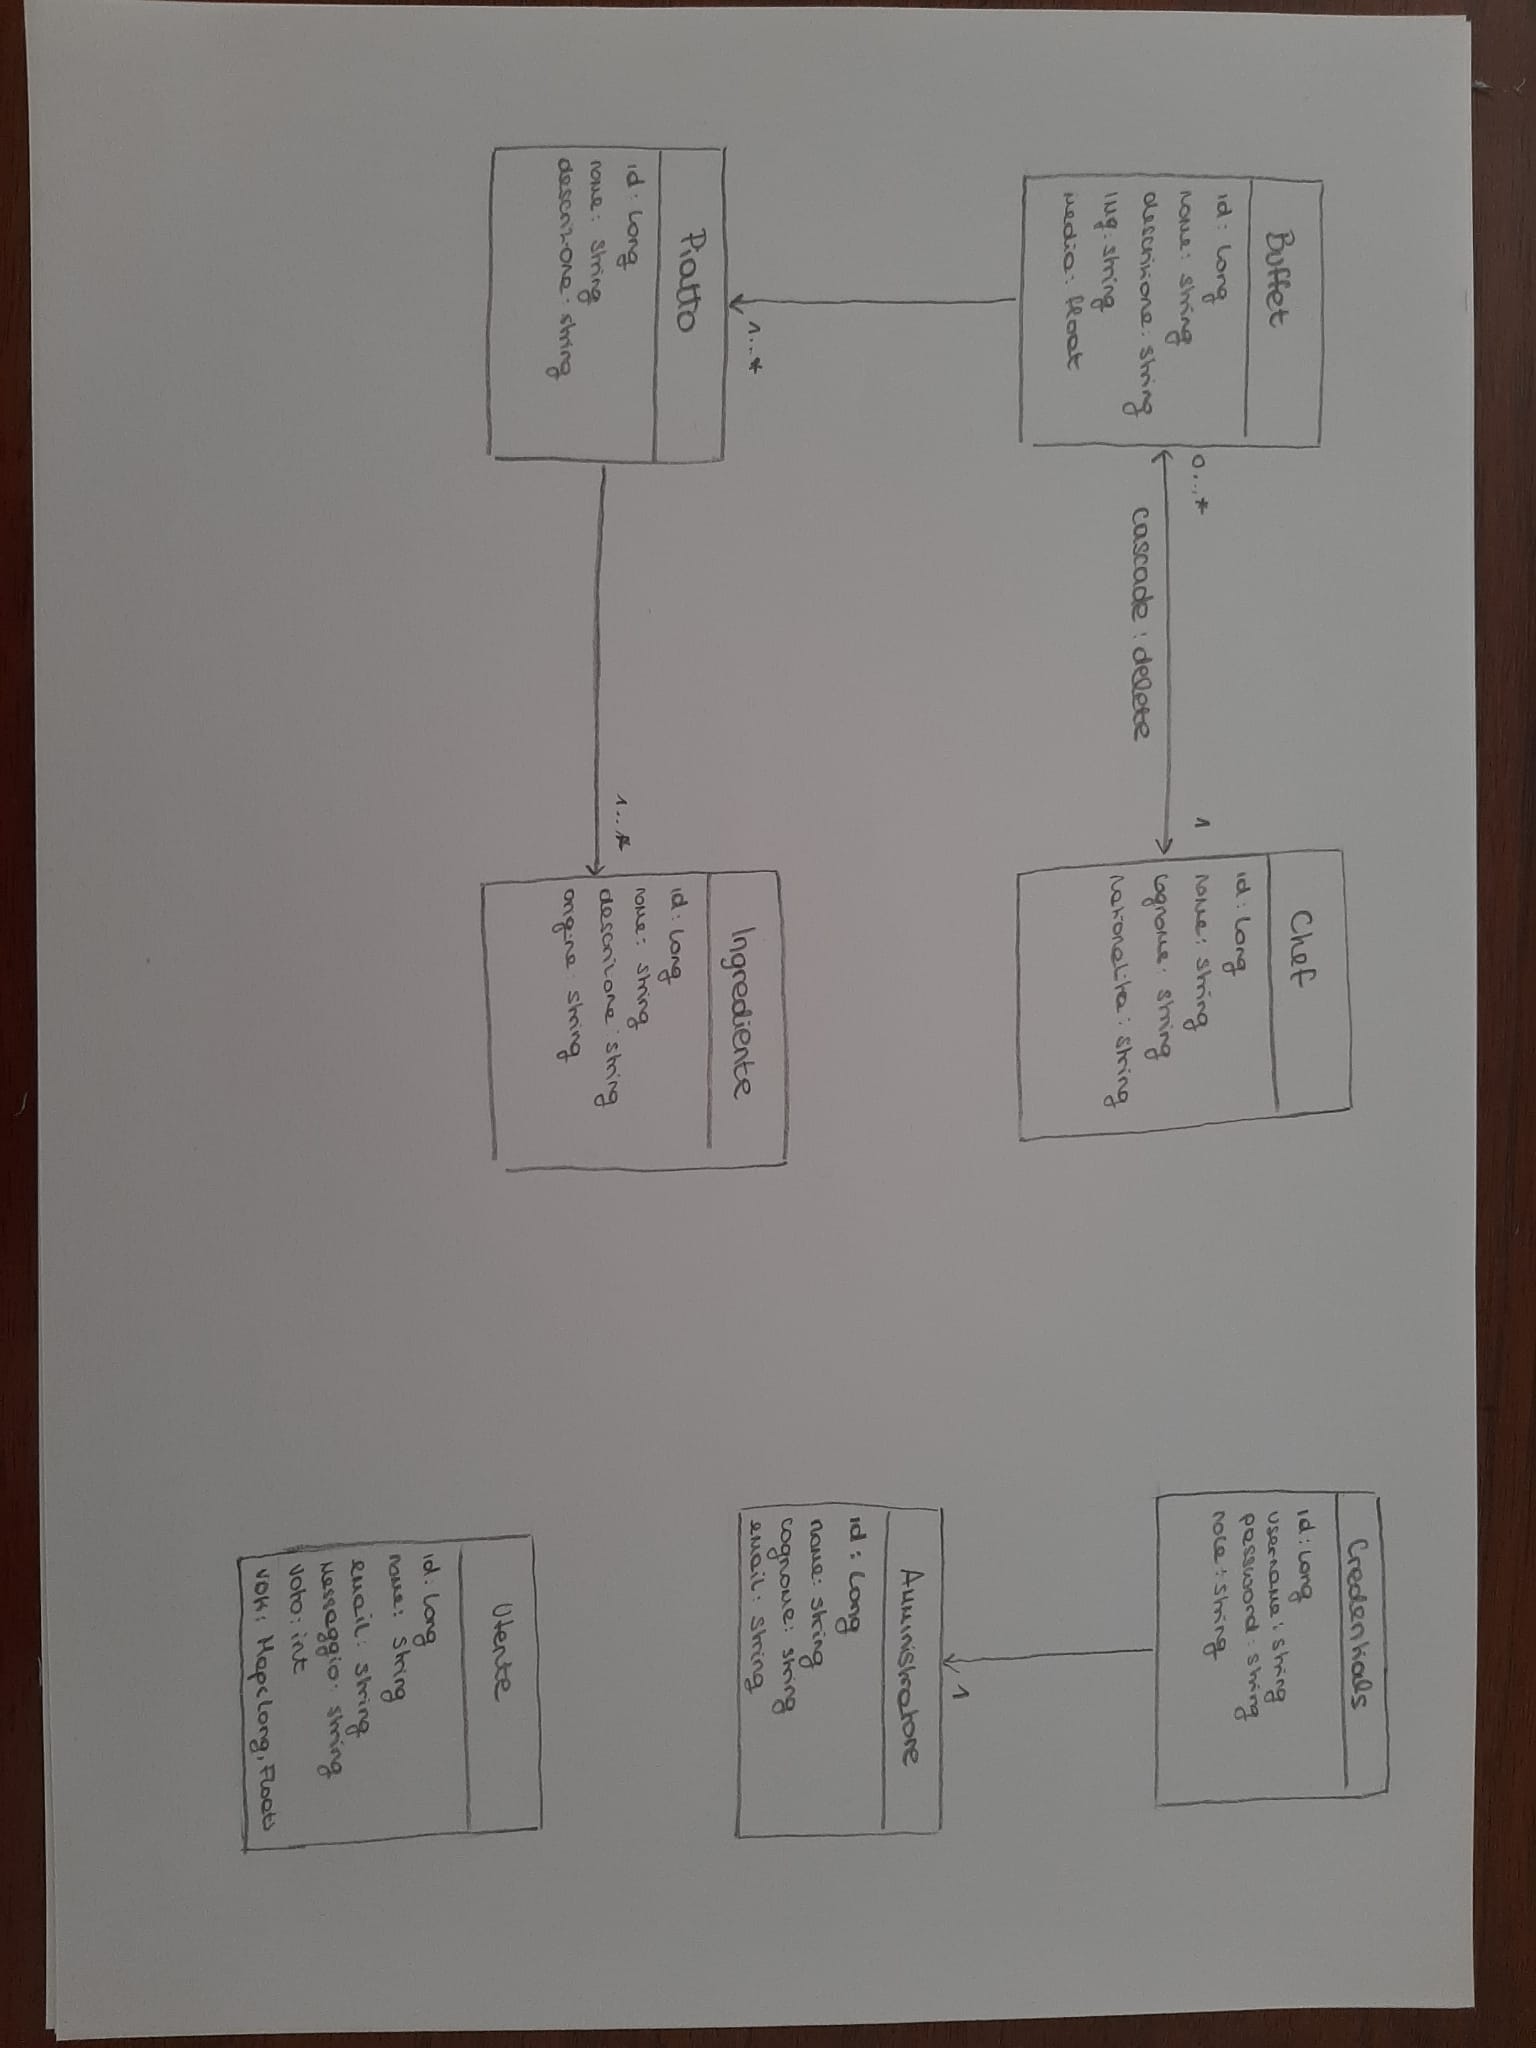 Buffet
id: Long
nome: string
descrizione: string
img: string
media: float
0...*
1
cascade: delete
Chef
id: Long
nome: string
cognome: string
nazionalita: string
Credentials
id: Long
username: string
password: string
role: string
1
Amministratore
id: Long
nome: string
cognome: string
email: string
1...*
Piatto
id: Long
nome: string
descrizione: string
1...*
Ingrediente
id: Long
nome: string
descrizione: string
origine: string
Utente
id: Long
nome: string
email: string
messaggio: string
voto: int
voti: Map<Long, Float>